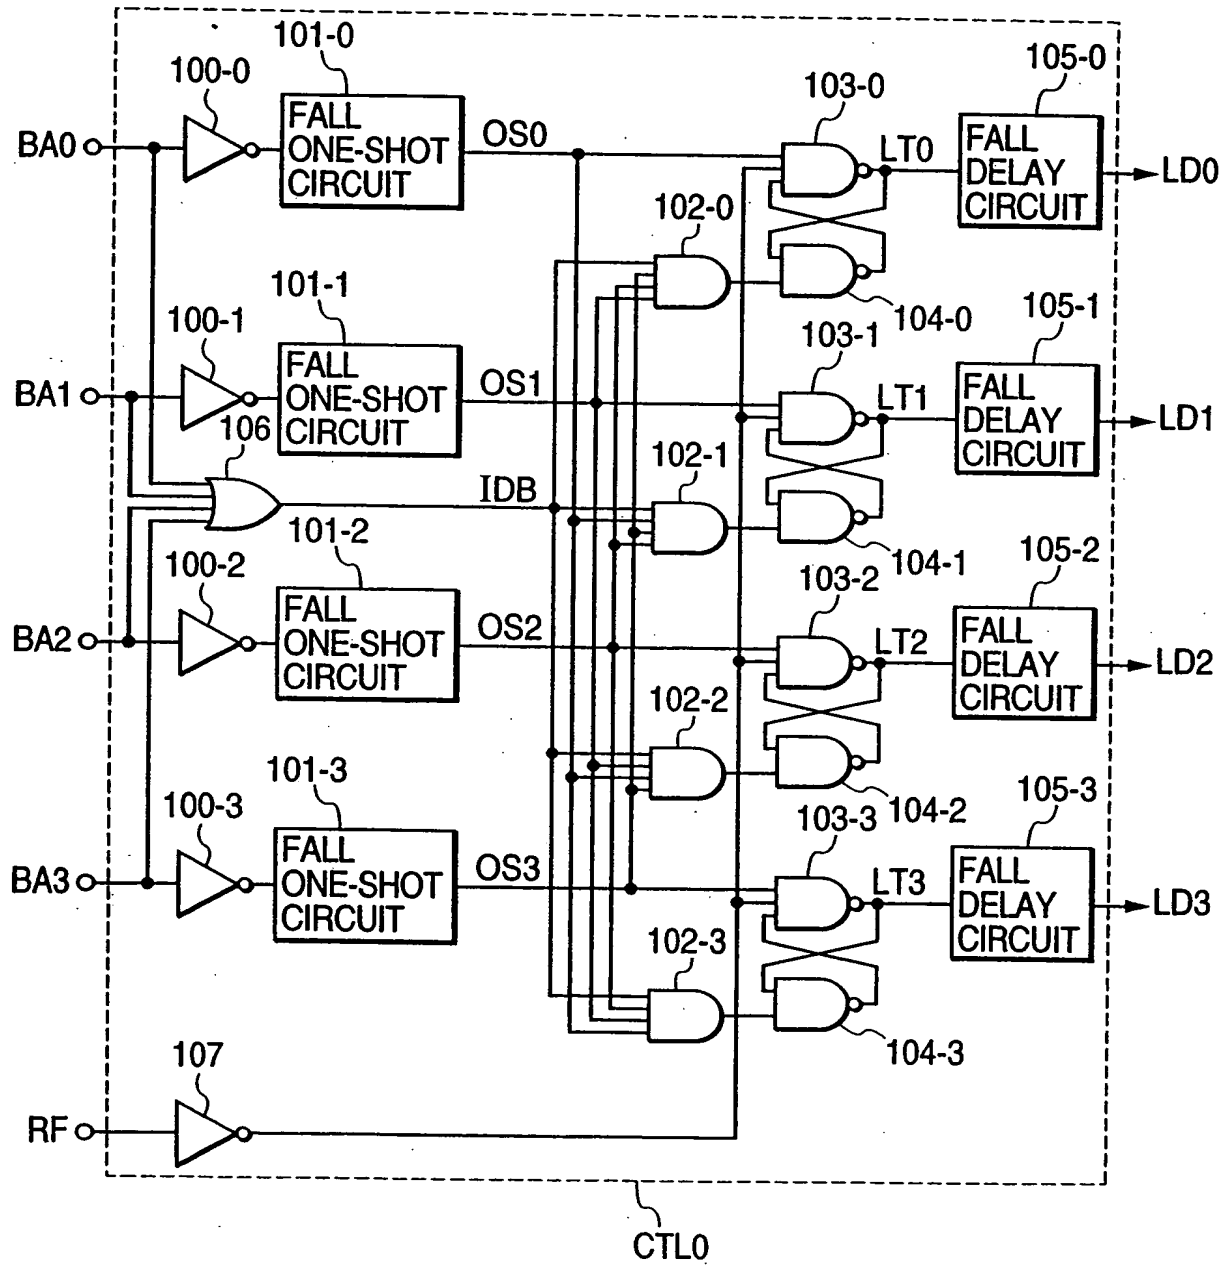 101-0
100-0
FALL
ONE-SHOT
CIRCUIT
BA0
OS0
103-0
105-0
LT0
FALL
DELAY
CIRCUIT
LD0
102-0
104-0
101-1
100-1
FALL
ONE-SHOT
CIRCUIT
BA1
OS1
103-1
105-1
LT1
FALL
DELAY
CIRCUIT
LD1
106
102-1
IDB
104-1
101-2
100-2
FALL
ONE-SHOT
CIRCUIT
BA2
OS2
103-2
105-2
LT2
FALL
DELAY
CIRCUIT
LD2
102-2
104-2
101-3
100-3
FALL
ONE-SHOT
CIRCUIT
BA3
OS3
103-3
105-3
LT3
FALL
DELAY
CIRCUIT
LD3
102-3
104-3
107
RF
CTL0